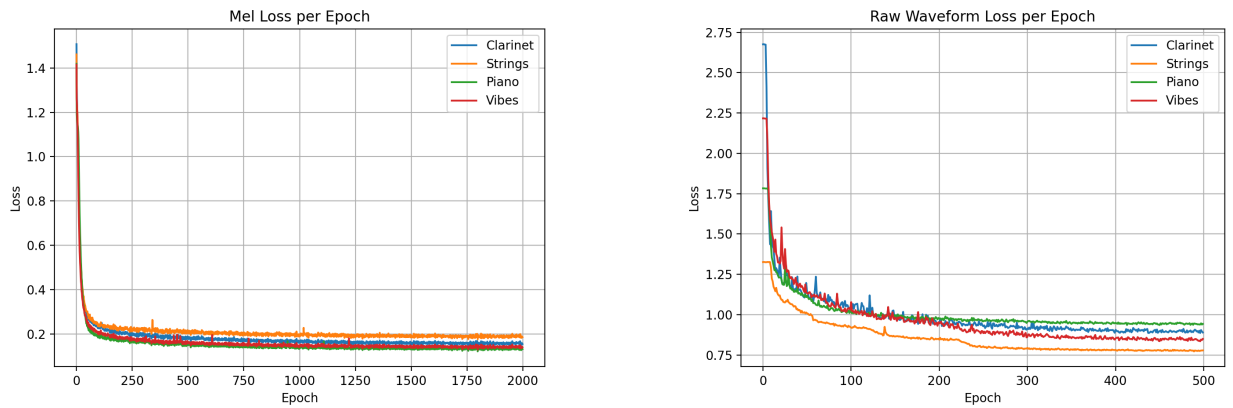 Mel Loss per Epoch
Loss
1.4
1.2
1.0
0.8
0.6
0.4
0.2
Clarinet
Strings
Piano
Vibes
0 250 500 750 1000 1250 1500 1750 2000
Epoch
Raw Waveform Loss per Epoch
Loss
2.75
2.50
2.25
2.00
1.75
1.50
1.25
1.00
0.75
Clarinet
Strings
Piano
Vibes
0 100 200 300 400 500
Epoch